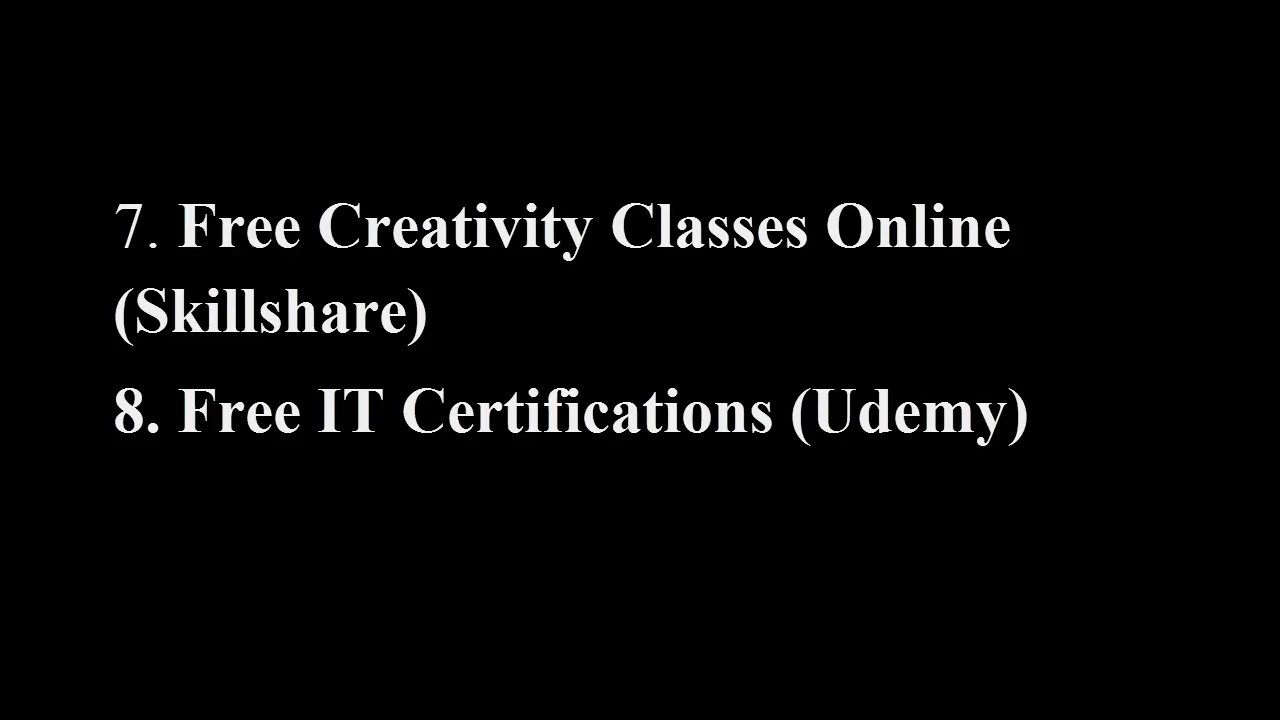 7. Free Creativity Classes Online
(Skillshare)
8. Free IT Certifications (Udemy)